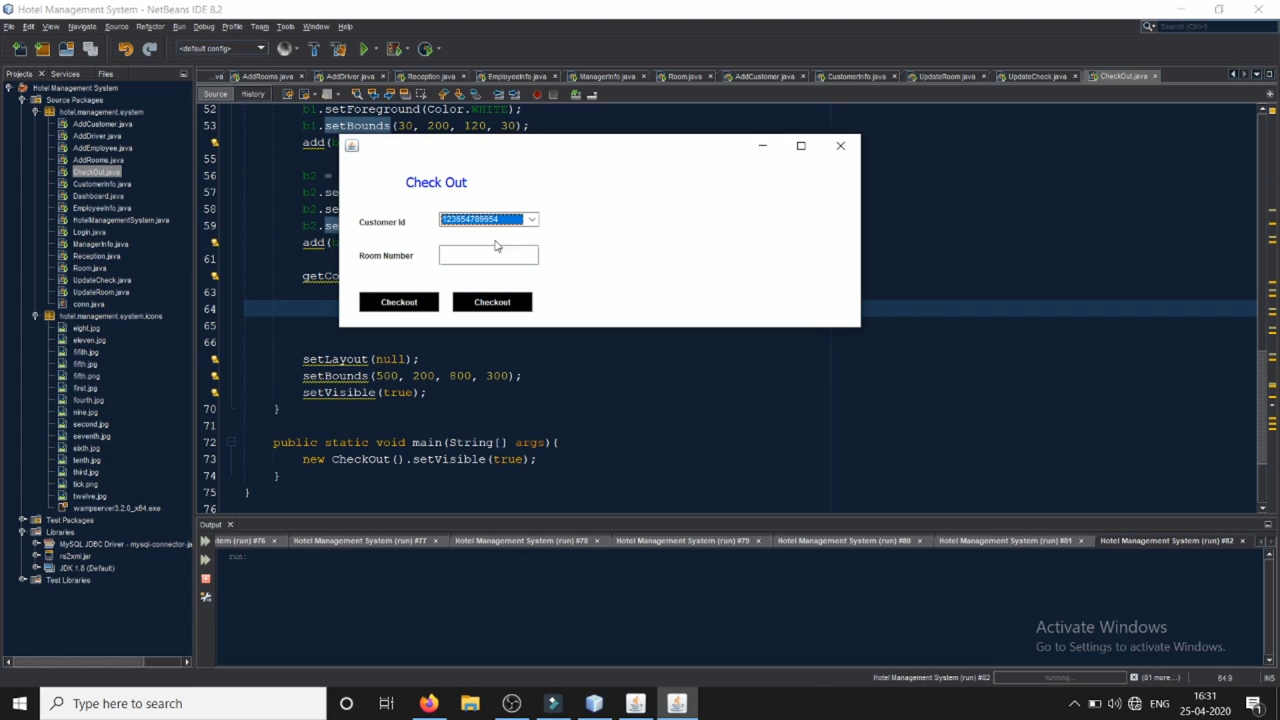 Hotel Management System - NetBeans IDE 8.2
File Edit View Navigate Source Refactor Run Debug Profile Team Tools Window Help
Search (Ctrl+I)
<default config>
Projects Services Files
...va AddRooms.java AddDriver.java Reception.java EmployeeInfo.java ManagerInfo.java Room.java AddCustomer.java CustomerInfo.java UpdateRoom.java UpdateCheck.java CheckOut.java
Source History
Hotel Management System
Source Packages
hotel.management.system
AddCustomer.java
AddDriver.java
AddEmployee.java
AddRooms.java
CheckOut.java
CustomerInfo.java
Dashboard.java
EmployeeInfo.java
HotelManagementSystem.java
Login.java
ManagerInfo.java
Reception.java
Room.java
UpdateCheck.java
UpdateRoom.java
conn.java
hotel.management.system.icons
eight.jpg
eleven.jpg
fifith.jpg
fifth.jpg
fifth.png
first.jpg
fourth.jpg
nine.jpg
second.jpg
seventh.jpg
sixth.jpg
tenth.jpg
third.jpg
tick.png
twelve.jpg
wampserver3.2.0_x64.exe
Test Packages
Libraries
MySQL JDBC Driver - mysql-connector-ja
rs2xml.jar
JDK 1.8 (Default)
Test Libraries
52 b1.setForeground(Color.WHITE);
53 b1.setBounds(30, 200, 120, 30);
add(b
55
56 b2 =
57 b2.se
58 b2.se
59 b2.se
add(b
61
getCo
63
64
65
66
setLayout(null);
setBounds(500, 200, 800, 300);
setVisible(true);
70 }
71
72 public static void main(String[] args){
73 new CheckOut().setVisible(true);
74 }
75 }
76
Check Out
Customer Id 123654789654
Room Number
Checkout Checkout
Output
tem (run) #76 Hotel Management System (run) #77 Hotel Management System (run) #78 Hotel Management System (run) #79 Hotel Management System (run) #80 Hotel Management System (run) #81 Hotel Management System (run) #82
run:
Activate Windows
Go to Settings to activate Windows.
Hotel Management System (run) #82 running... (81 more...) 64:9 INS
Type here to search
ENG
16:31
25-04-2020
1